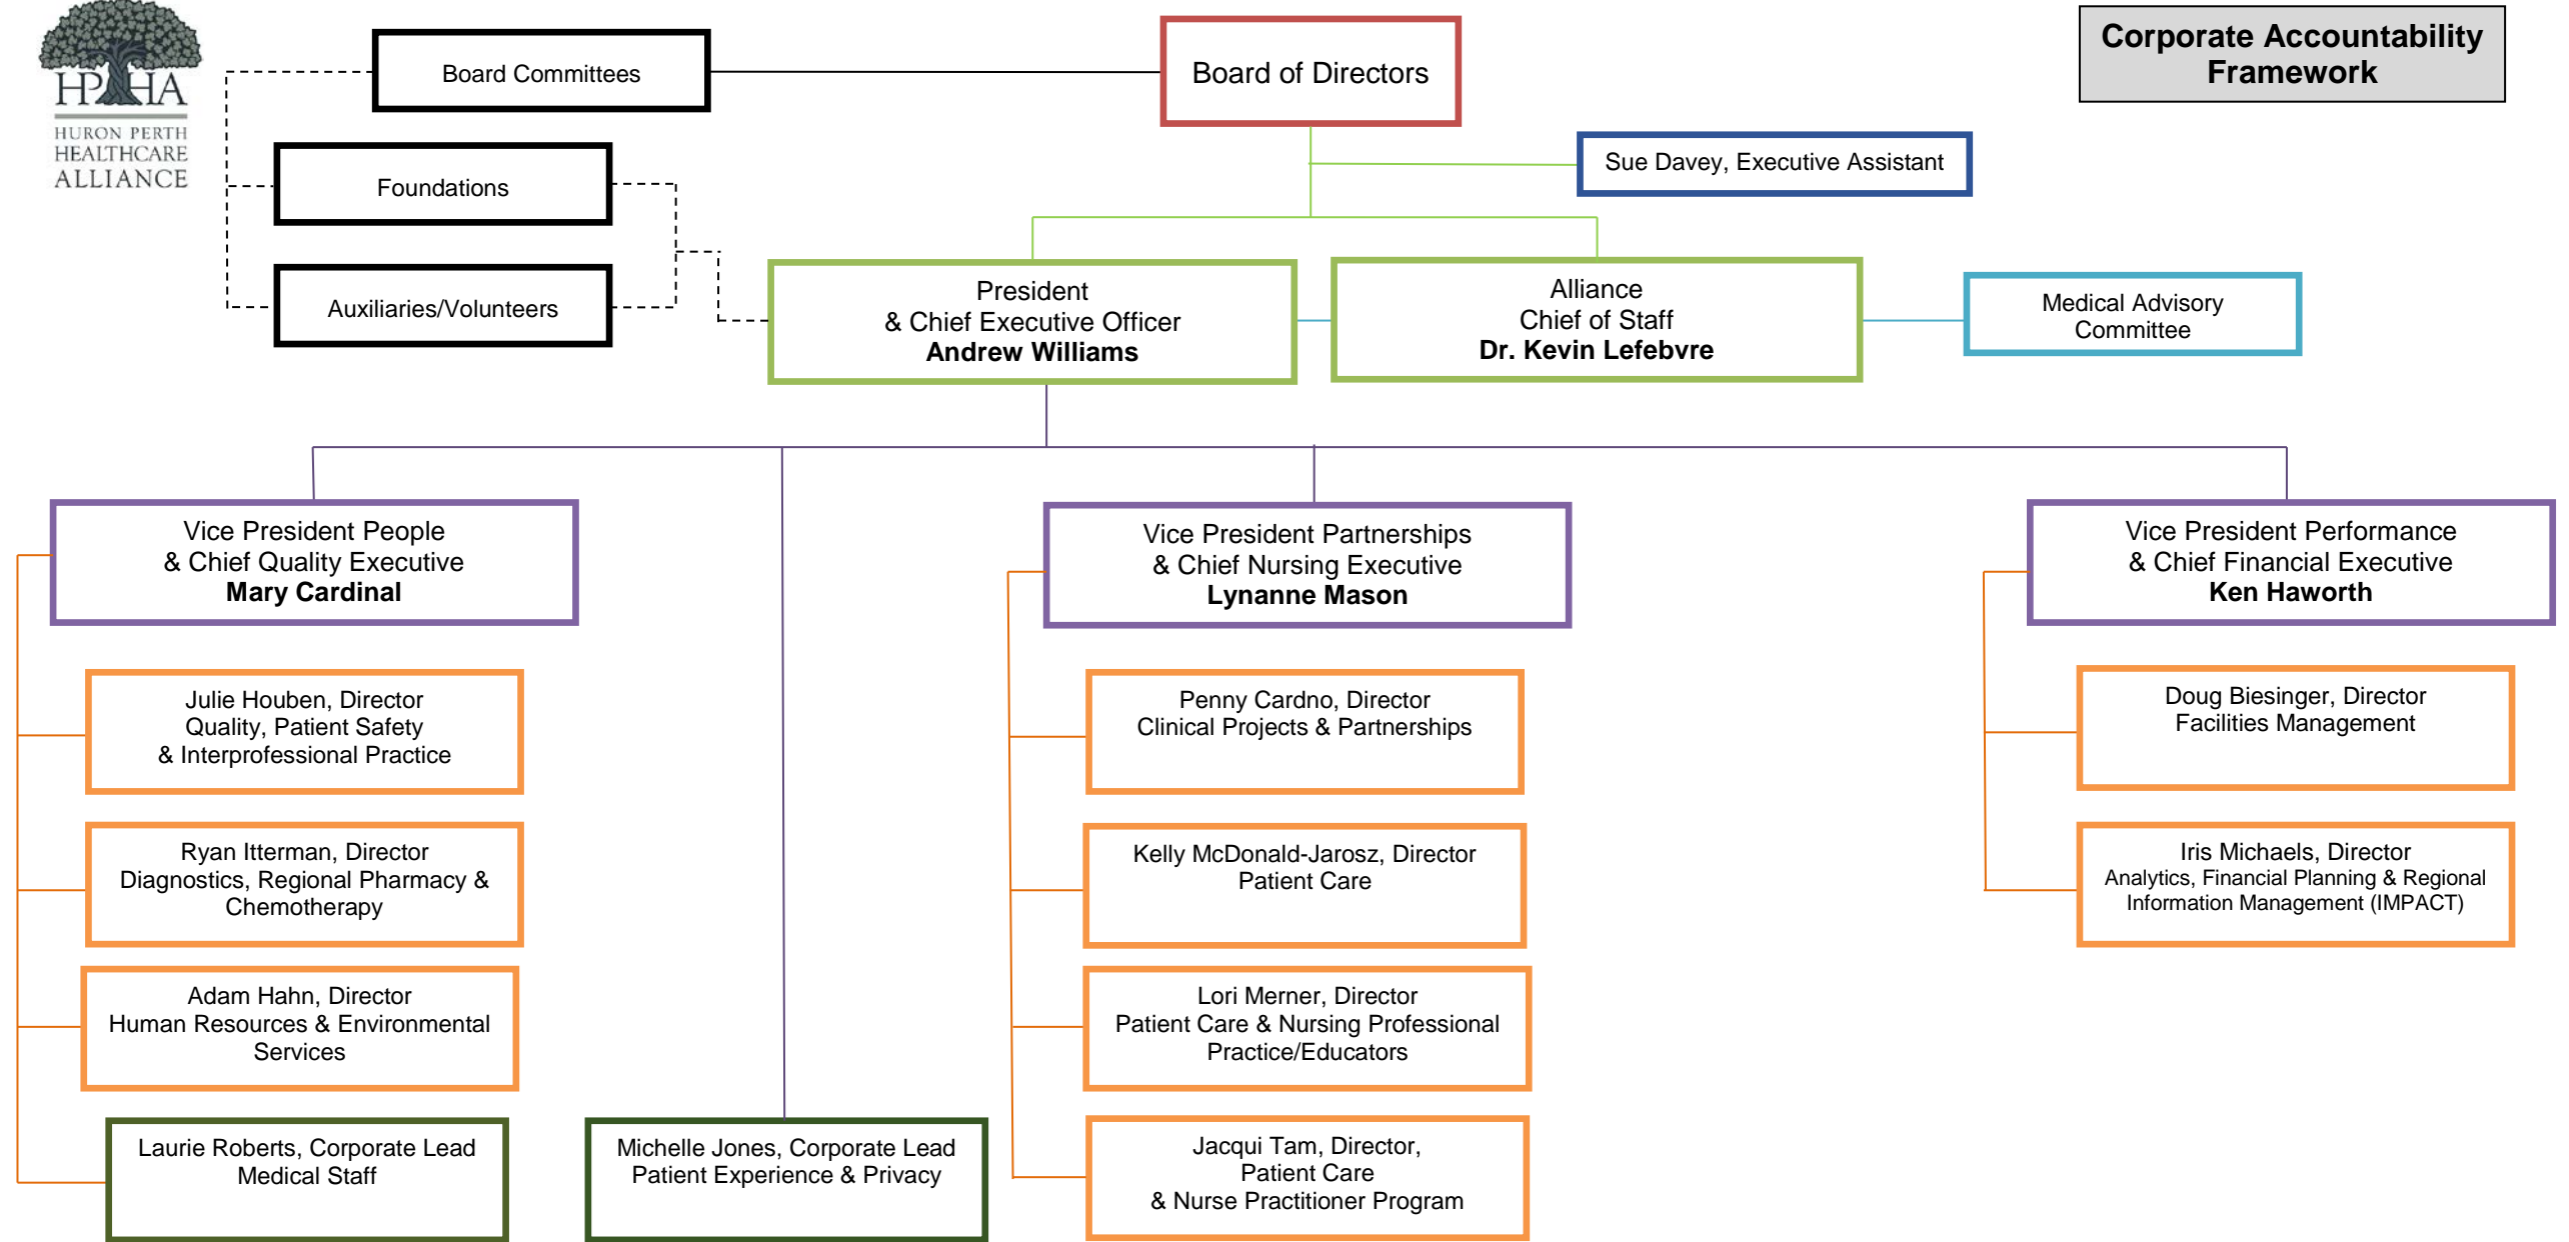 HPHA
HURON PERTH
HEALTHCARE
ALLIANCE
Board Committees
Board of Directors
Corporate Accountability
Framework
Foundations
Sue Davey, Executive Assistant
Auxiliaries/Volunteers
President
& Chief Executive Officer
Andrew Williams
Alliance
Chief of Staff
Dr. Kevin Lefebvre
Medical Advisory
Committee
Vice President People
& Chief Quality Executive
Mary Cardinal
Julie Houben, Director
Quality, Patient Safety
& Interprofessional Practice
Ryan Itterman, Director
Diagnostics, Regional Pharmacy &
Chemotherapy
Adam Hahn, Director
Human Resources & Environmental
Services
Laurie Roberts, Corporate Lead
Medical Staff
Michelle Jones, Corporate Lead
Patient Experience & Privacy
Vice President Partnerships
& Chief Nursing Executive
Lynanne Mason
Penny Cardno, Director
Clinical Projects & Partnerships
Kelly McDonald-Jarosz, Director
Patient Care
Lori Merner, Director
Patient Care & Nursing Professional
Practice/Educators
Jacqui Tam, Director,
Patient Care
& Nurse Practitioner Program
Vice President Performance
& Chief Financial Executive
Ken Haworth
Doug Biesinger, Director
Facilities Management
Iris Michaels, Director
Analytics, Financial Planning & Regional
Information Management (IMPACT)